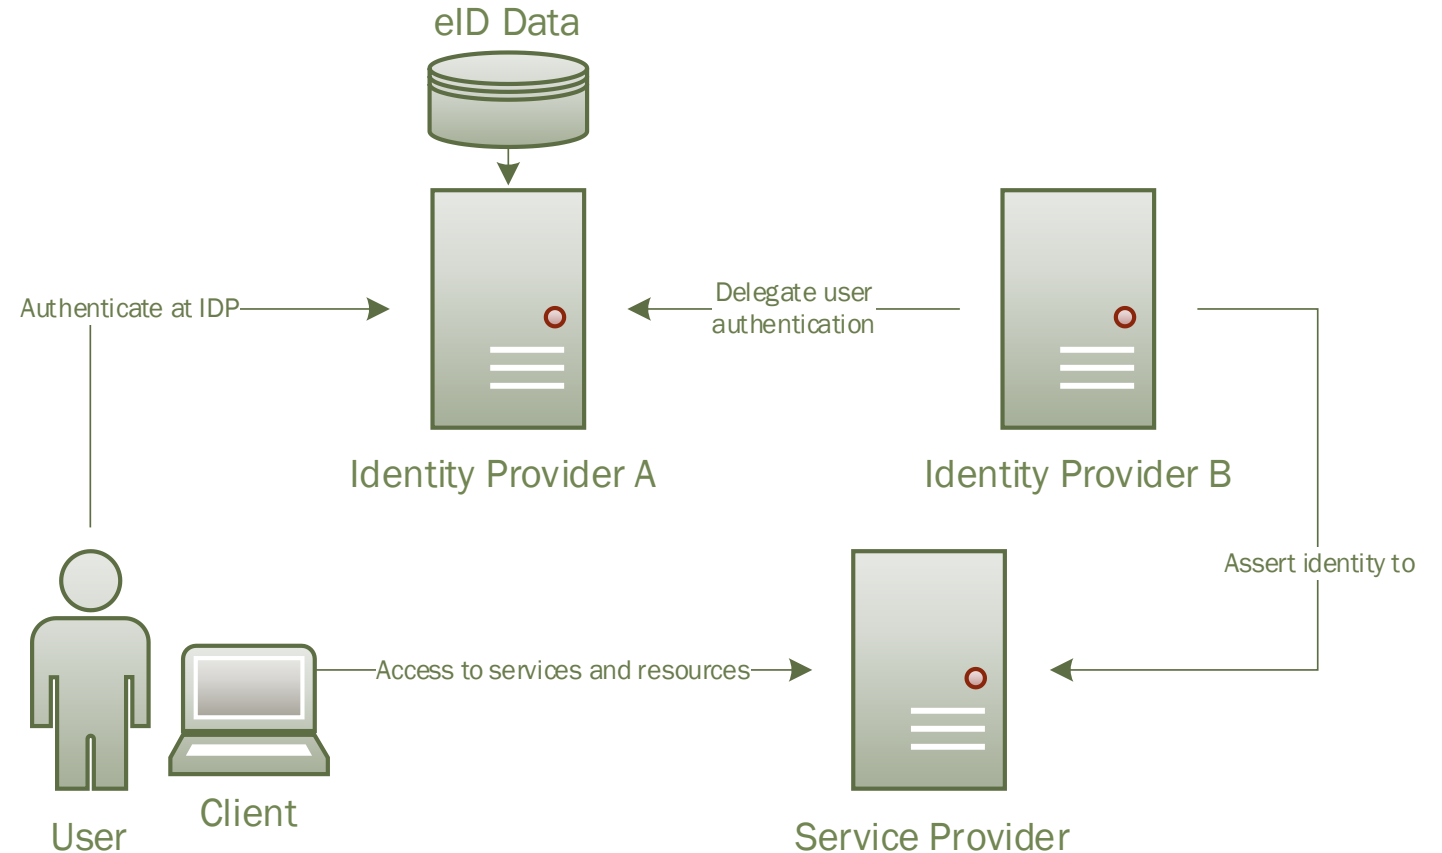 eID Data
Authenticate at IDP
Delegate user
authentication
Identity Provider A
Identity Provider B
Assert identity to
Access to services and resources
Client
User
Service Provider